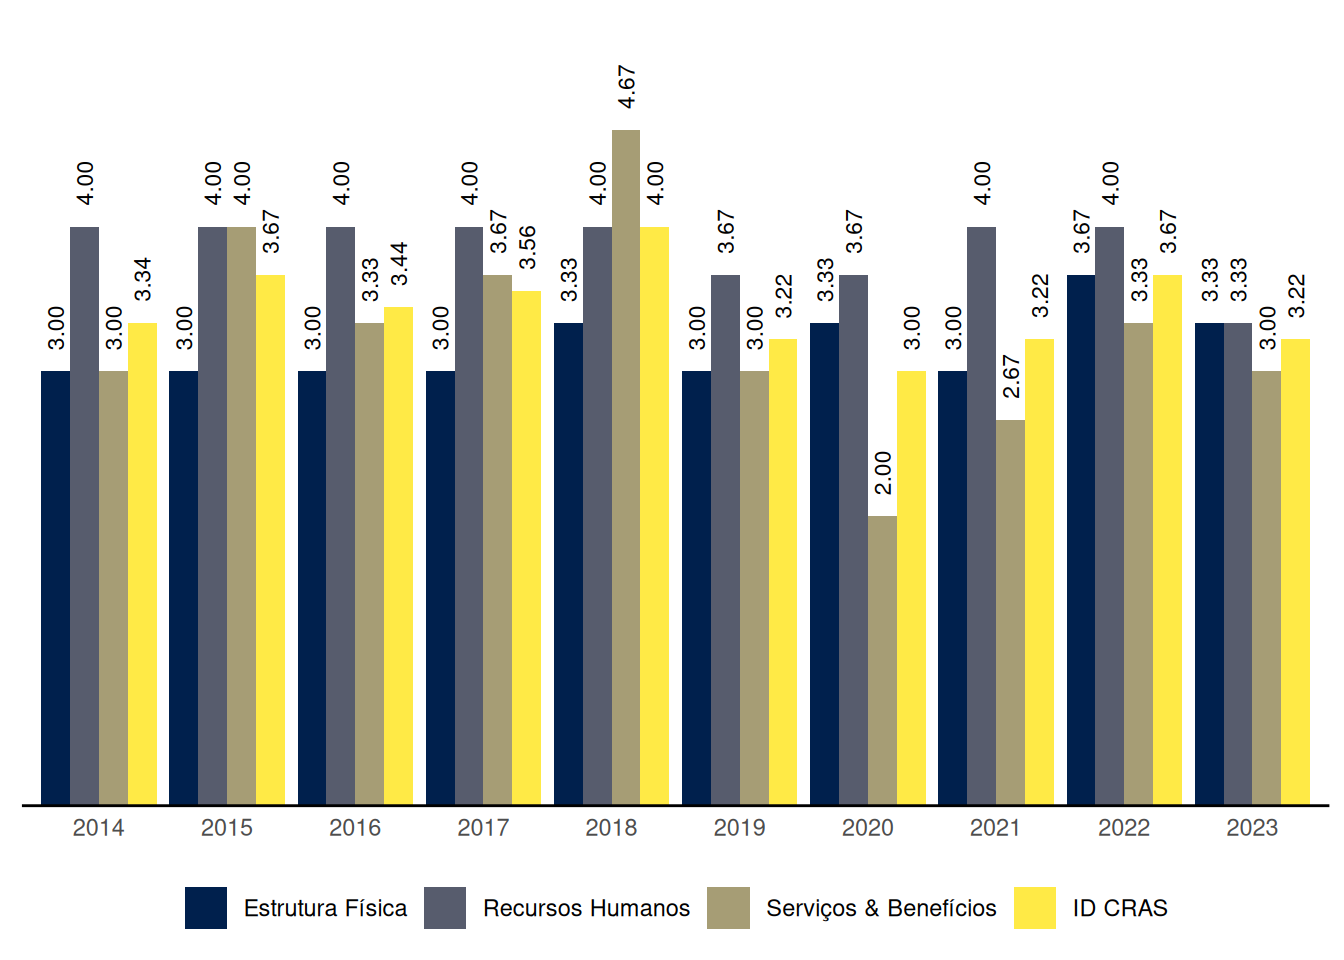 3.00 4.00 3.00 3.34 3.00 4.00 4.00 3.67 3.00 4.00 3.33 3.44 3.00 4.00 3.67 3.56 3.33 4.00 4.67 4.00 3.00 3.67 3.00 3.22 3.33 3.67 2.00 3.00 3.00 4.00 2.67 3.22 3.67 4.00 3.33 3.67 3.33 3.33 3.00 3.22
2014 2015 2016 2017 2018 2019 2020 2021 2022 2023
Estrutura Física Recursos Humanos Serviços & Benefícios ID CRAS